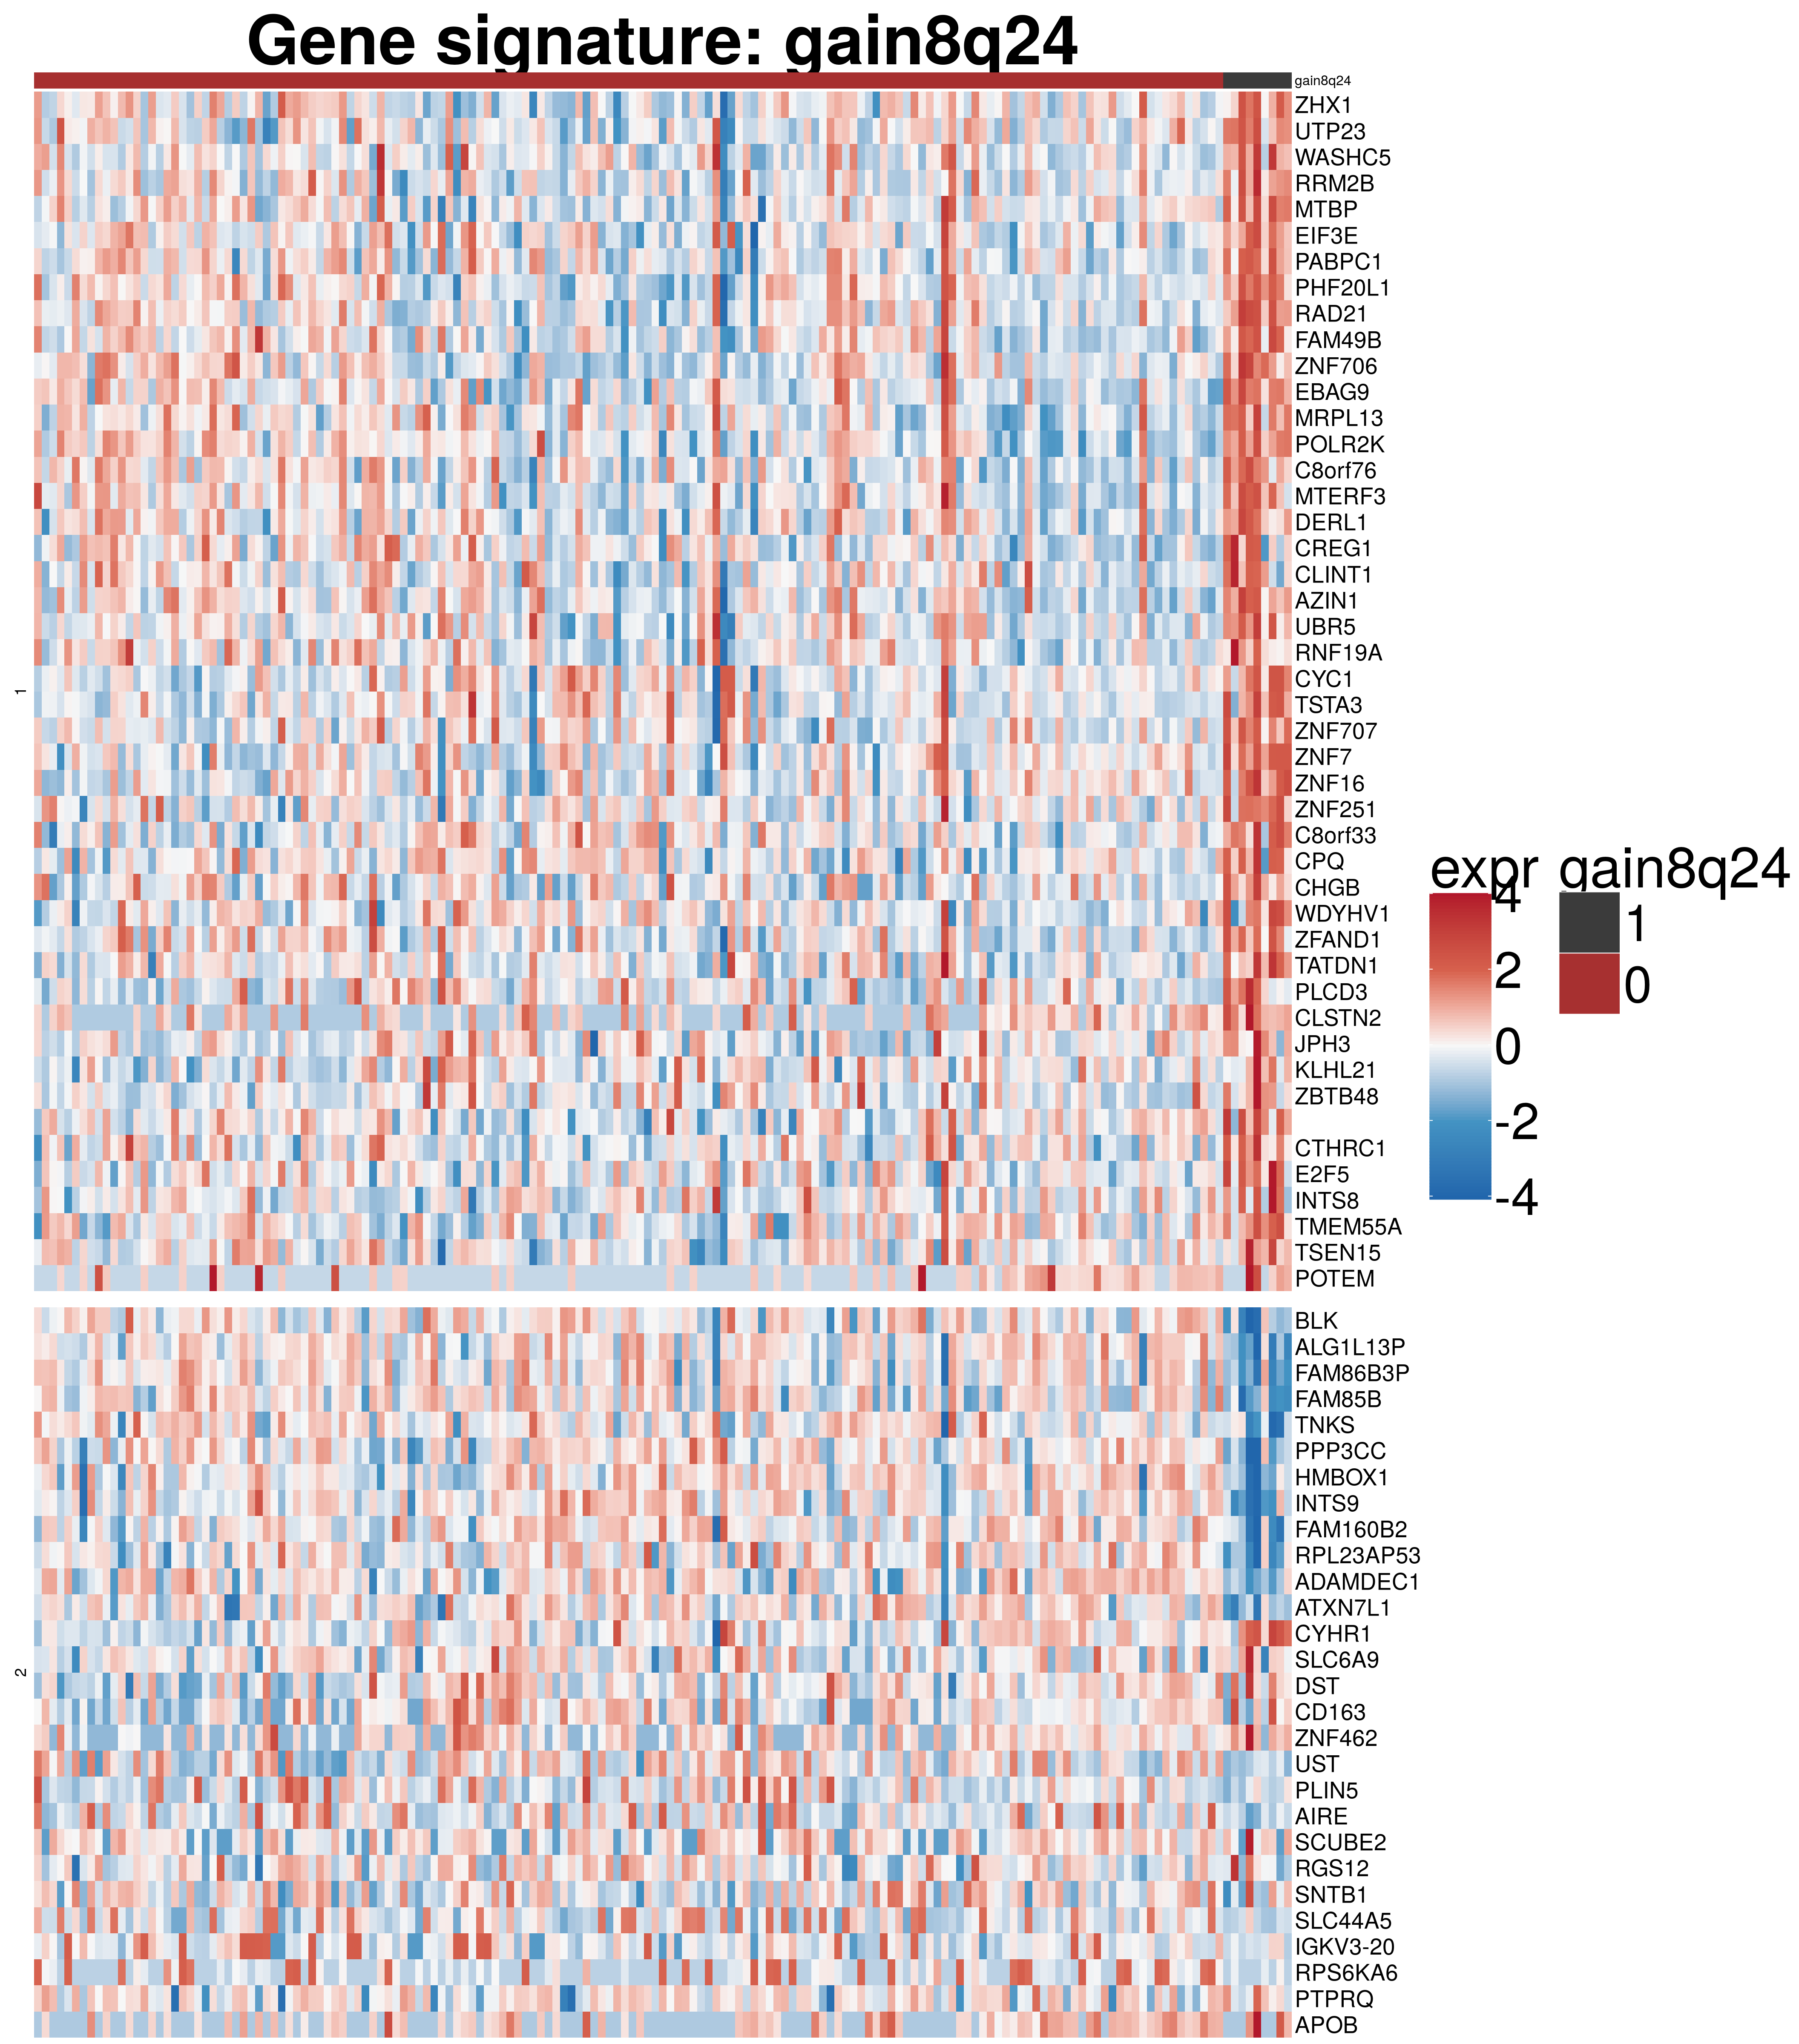 Gene signature: gain8q24
gain8q24
ZHX1
UTP23
WASHC5
RRM2B
MTBP
EIF3E
PABPC1
PHF20L1
RAD21
FAM49B
ZNF706
EBAG9
MRPL13
POLR2K
C8orf76
MTERF3
DERL1
CREG1
CLINT1
AZIN1
UBR5
RNF19A
CYC1
TSTA3
ZNF707
ZNF7
ZNF16
ZNF251
C8orf33
CPQ
CHGB
WDYHV1
ZFAND1
TATDN1
PLCD3
CLSTN2
JPH3
KLHL21
ZBTB48
CTHRC1
E2F5
INTS8
TMEM55A
TSEN15
POTEM
1
BLK
ALG1L13P
FAM86B3P
FAM85B
TNKS
PPP3CC
HMBOX1
INTS9
FAM160B2
RPL23AP53
ADAMDEC1
ATXN7L1
CYHR1
SLC6A9
DST
CD163
ZNF462
UST
PLIN5
AIRE
SCUBE2
RGS12
SNTB1
SLC44A5
IGKV3-20
RPS6KA6
PTPRQ
APOB
2
expr
4
2
0
-2
-4
gain8q24
1
0